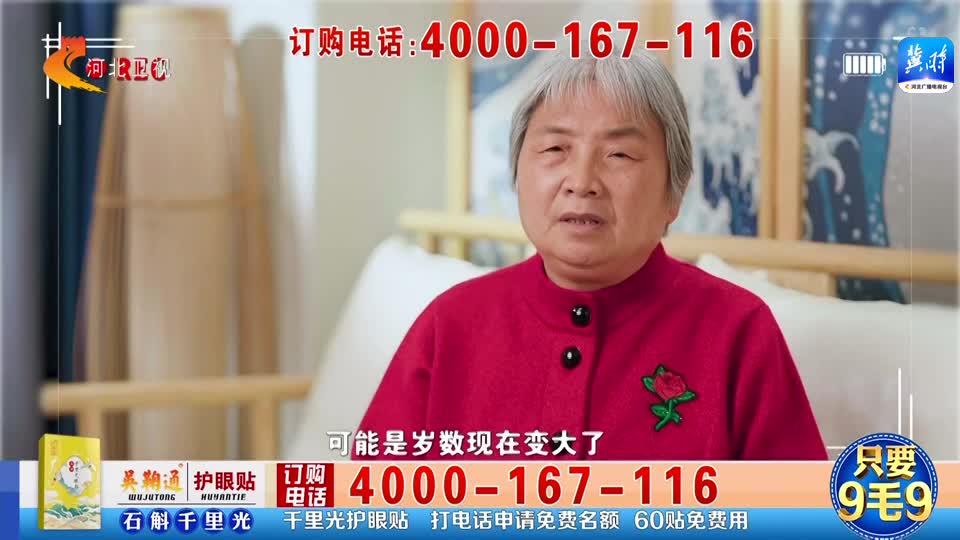 订购电话:4000-167-116
河北卫视
冀时
河北广播电视台
可能是岁数现在变大了
吴鞠通® 护眼贴
WUJUTONG HUYANTIE
石斛千里光
订购电话 4000-167-116
千里光护眼贴 打电话申请免费名额 60贴免费用
只要
9毛9